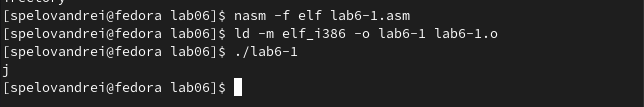 [spelovandrei@fedora lab06]$ nasm -f elf lab6-1.asm
[spelovandrei@fedora lab06]$ ld -m elf_i386 -o lab6-1 lab6-1.o
[spelovandrei@fedora lab06]$ ./lab6-1
j
[spelovandrei@fedora lab06]$